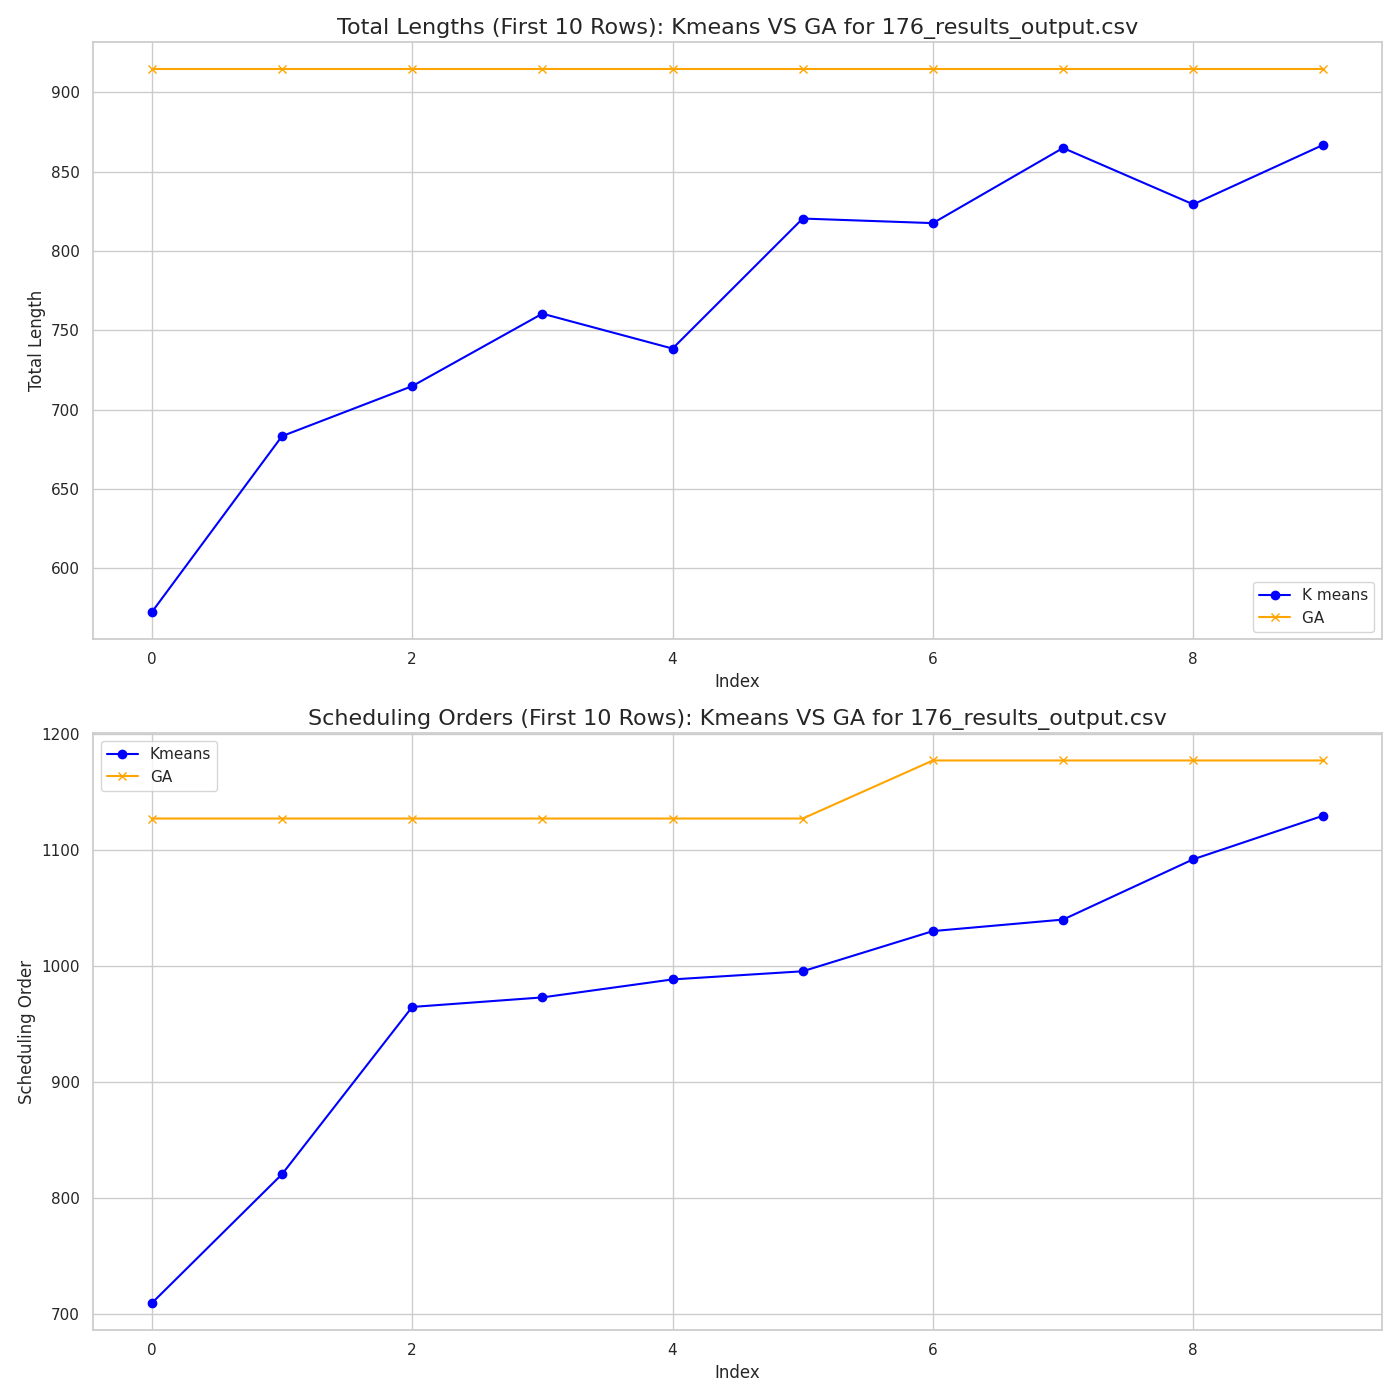 Total Lengths (First 10 Rows): Kmeans VS GA for 176_results_output.csv
Total Length
900
850
800
750
700
650
600
K means
GA
0 2 4 6 8
Index
Scheduling Orders (First 10 Rows): Kmeans VS GA for 176_results_output.csv
Scheduling Order
1200
1100
1000
900
800
700
Kmeans
GA
0 2 4 6 8
Index